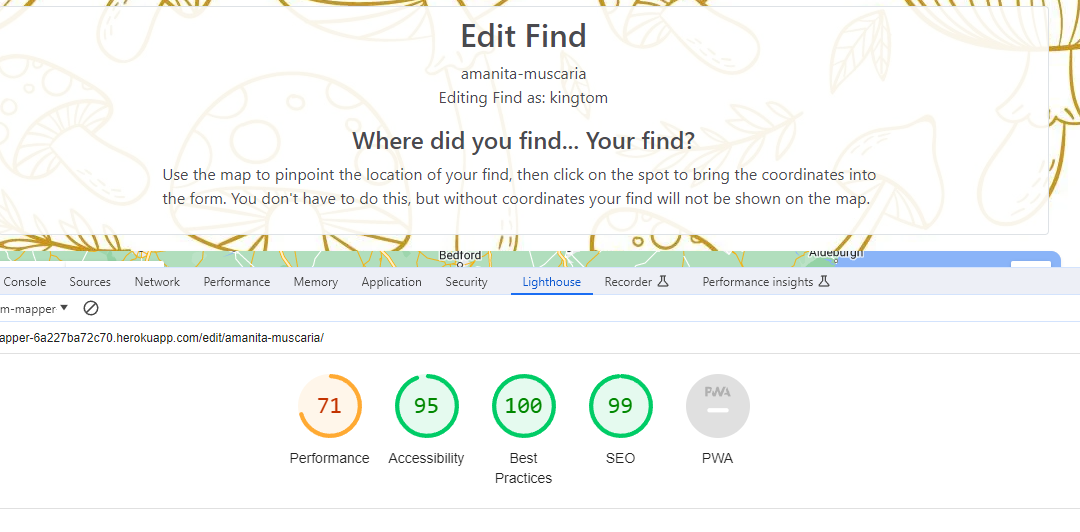 Edit Find
amanita-muscaria
Editing Find as: kingtom
Where did you find... Your find?
Use the map to pinpoint the location of your find, then click on the spot to bring the coordinates into
the form. You don't have to do this, but without coordinates your find will not be shown on the map.
Bedford
Aldeburgh
Console Sources Network Performance Memory Application Security Lighthouse Recorder Performance insights
m-mapper
apper-6a227ba72c70.herokuapp.com/edit/amanita-muscaria/
71 95 100 99 PWA
Performance Accessibility Best SEO PWA
Practices